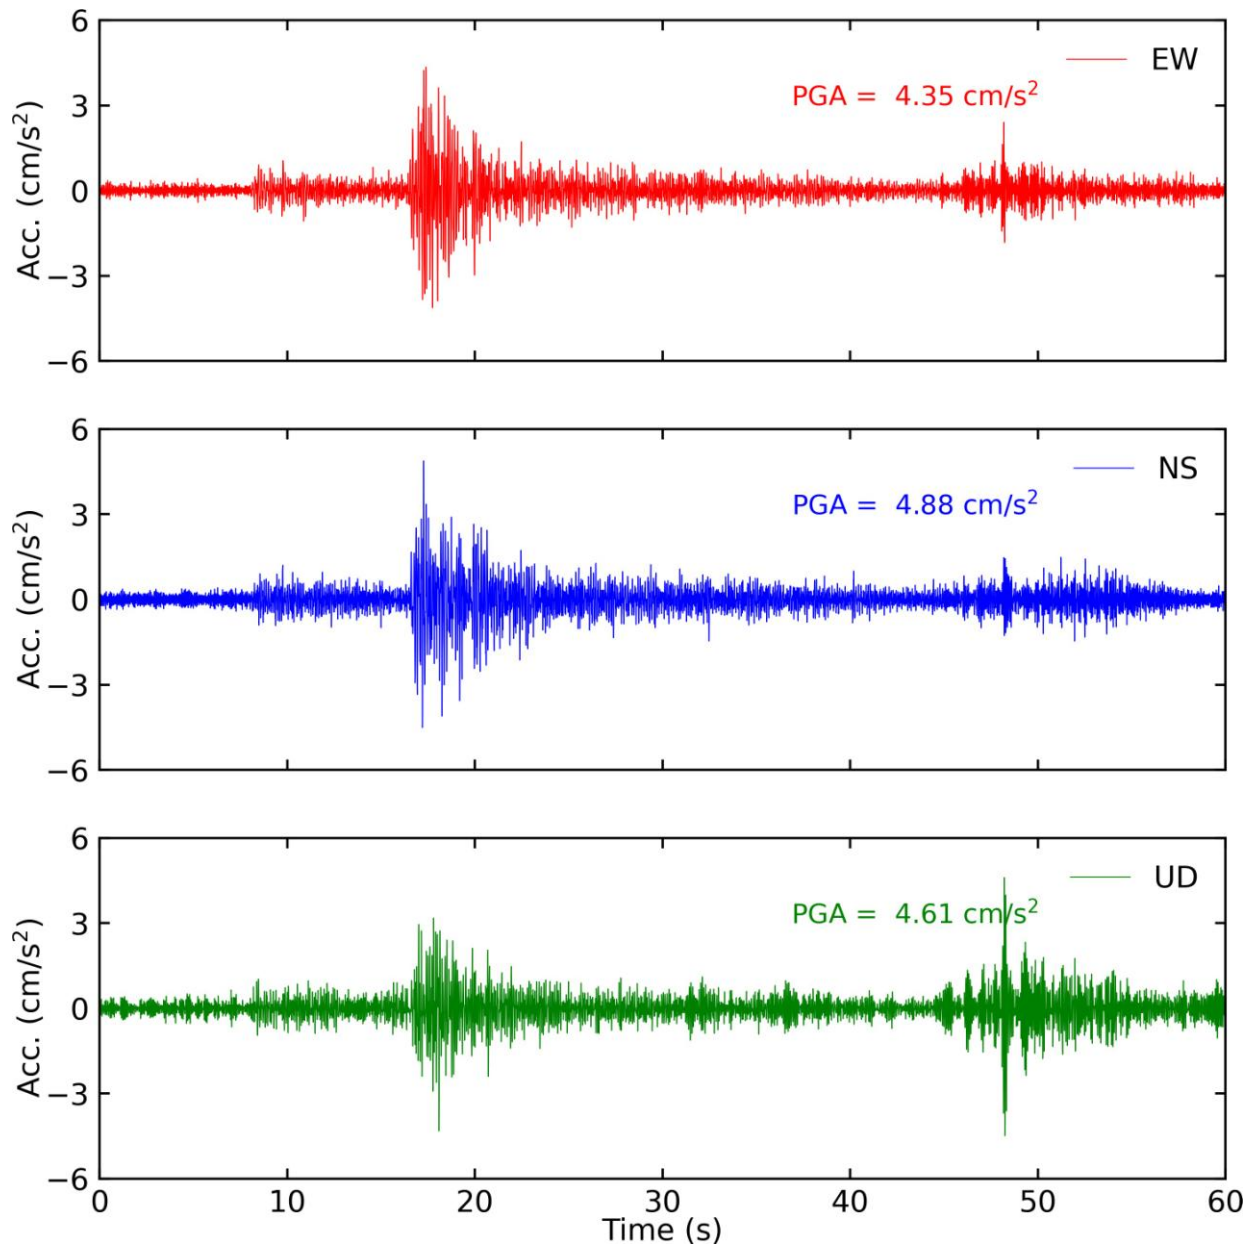 6
EW
PGA = 4.35 cm/s²
3
Acc. (cm/s²)
0
−3
−6
6
NS
PGA = 4.88 cm/s²
3
Acc. (cm/s²)
0
−3
−6
6
UD
PGA = 4.61 cm/s²
3
Acc. (cm/s²)
0
−3
−6
0 10 20 30 40 50 60
Time (s)